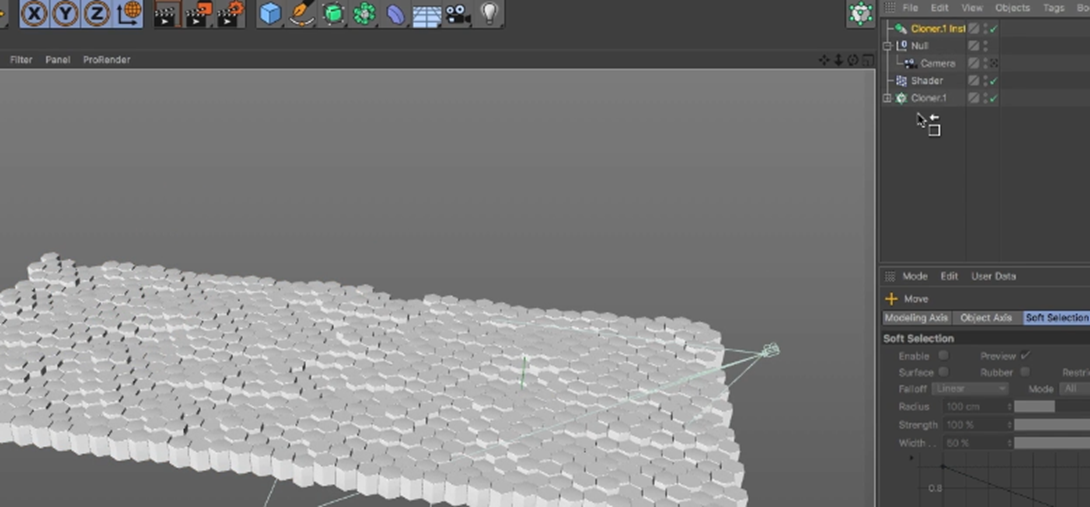 X Y Z
File Edit View Objects Tags Bo
Filter Panel ProRender
Cloner.1 Inst
Null
Camera
Shader
Cloner.1
Mode Edit User Data
Move
Modeling Axis Object Axis Soft Selection
Soft Selection
Enable Preview
Surface Rubber Restri
Falloff Linear Mode All
Radius 100 cm
Strength 100 %
Width . . 50 %
0.8